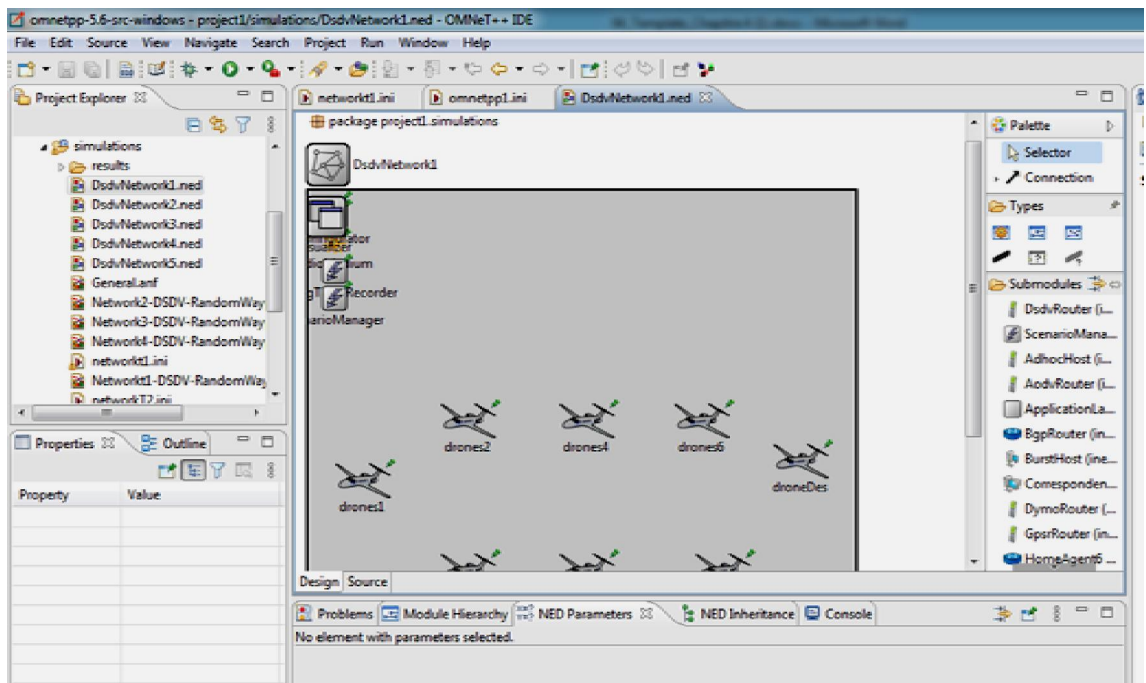 omnetpp-5.6-src-windows - project1/simulations/DsdvNetwork1.ned - OMNeT++ IDE
File Edit Source View Navigate Search Project Run Window Help
Project Explorer
simulations
results
DsdvNetwork1.ned
DsdvNetwork2.ned
DsdvNetwork3.ned
DsdvNetwork4.ned
DsdvNetwork5.ned
General.anf
Network2-DSDV-RandomWay
Network3-DSDV-RandomWay
Network4-DSDV-RandomWay
networkt1.ini
Networkt1-DSDV-RandomWay
networkT2.ini
Properties Outline
Property Value
networkt1.ini omnetpp1.ini DsdvNetwork1.ned
package project1.simulations
DsdvNetwork1
Recorder
arioManager
drones2 drones4 drones6
drones1 droneDes
Design Source
Palette
Selector
Connection
Types
Submodules
DsdvRouter (i...
ScenarioMana...
AdhocHost (i...
AodvRouter (i...
ApplicationLa...
BgpRouter (in...
BurstHost (ine...
Corresponden...
DymoRouter (...
GpsrRouter (in...
HomeAgent6 ...
Problems Module Hierarchy NED Parameters NED Inheritance Console
No element with parameters selected.